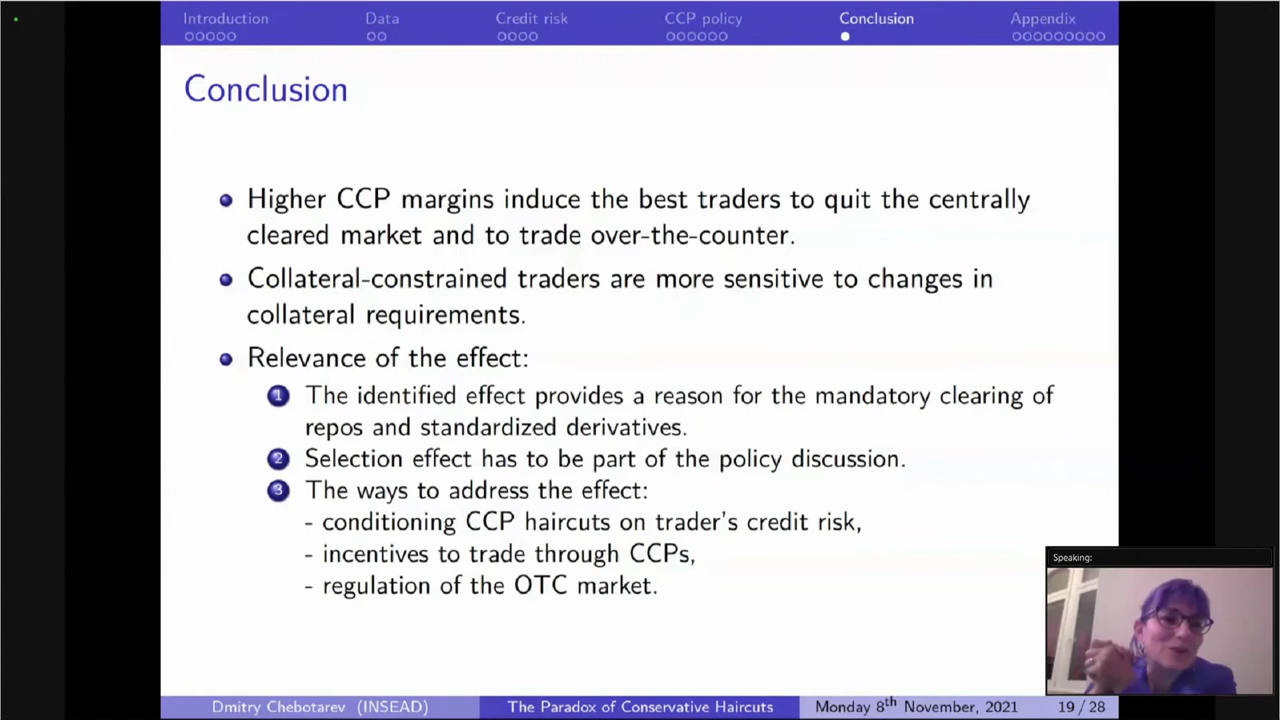 Introduction Data Credit risk CCP policy Conclusion Appendix
Conclusion
Higher CCP margins induce the best traders to quit the centrally
cleared market and to trade over-the-counter.
Collateral-constrained traders are more sensitive to changes in
collateral requirements.
Relevance of the effect:
1 The identified effect provides a reason for the mandatory clearing of
repos and standardized derivatives.
2 Selection effect has to be part of the policy discussion.
3 The ways to address the effect:
- conditioning CCP haircuts on trader's credit risk,
- incentives to trade through CCPs,
- regulation of the OTC market.
Speaking:
Dmitry Chebotarev (INSEAD) The Paradox of Conservative Haircuts Monday 8th November, 2021 19 / 28